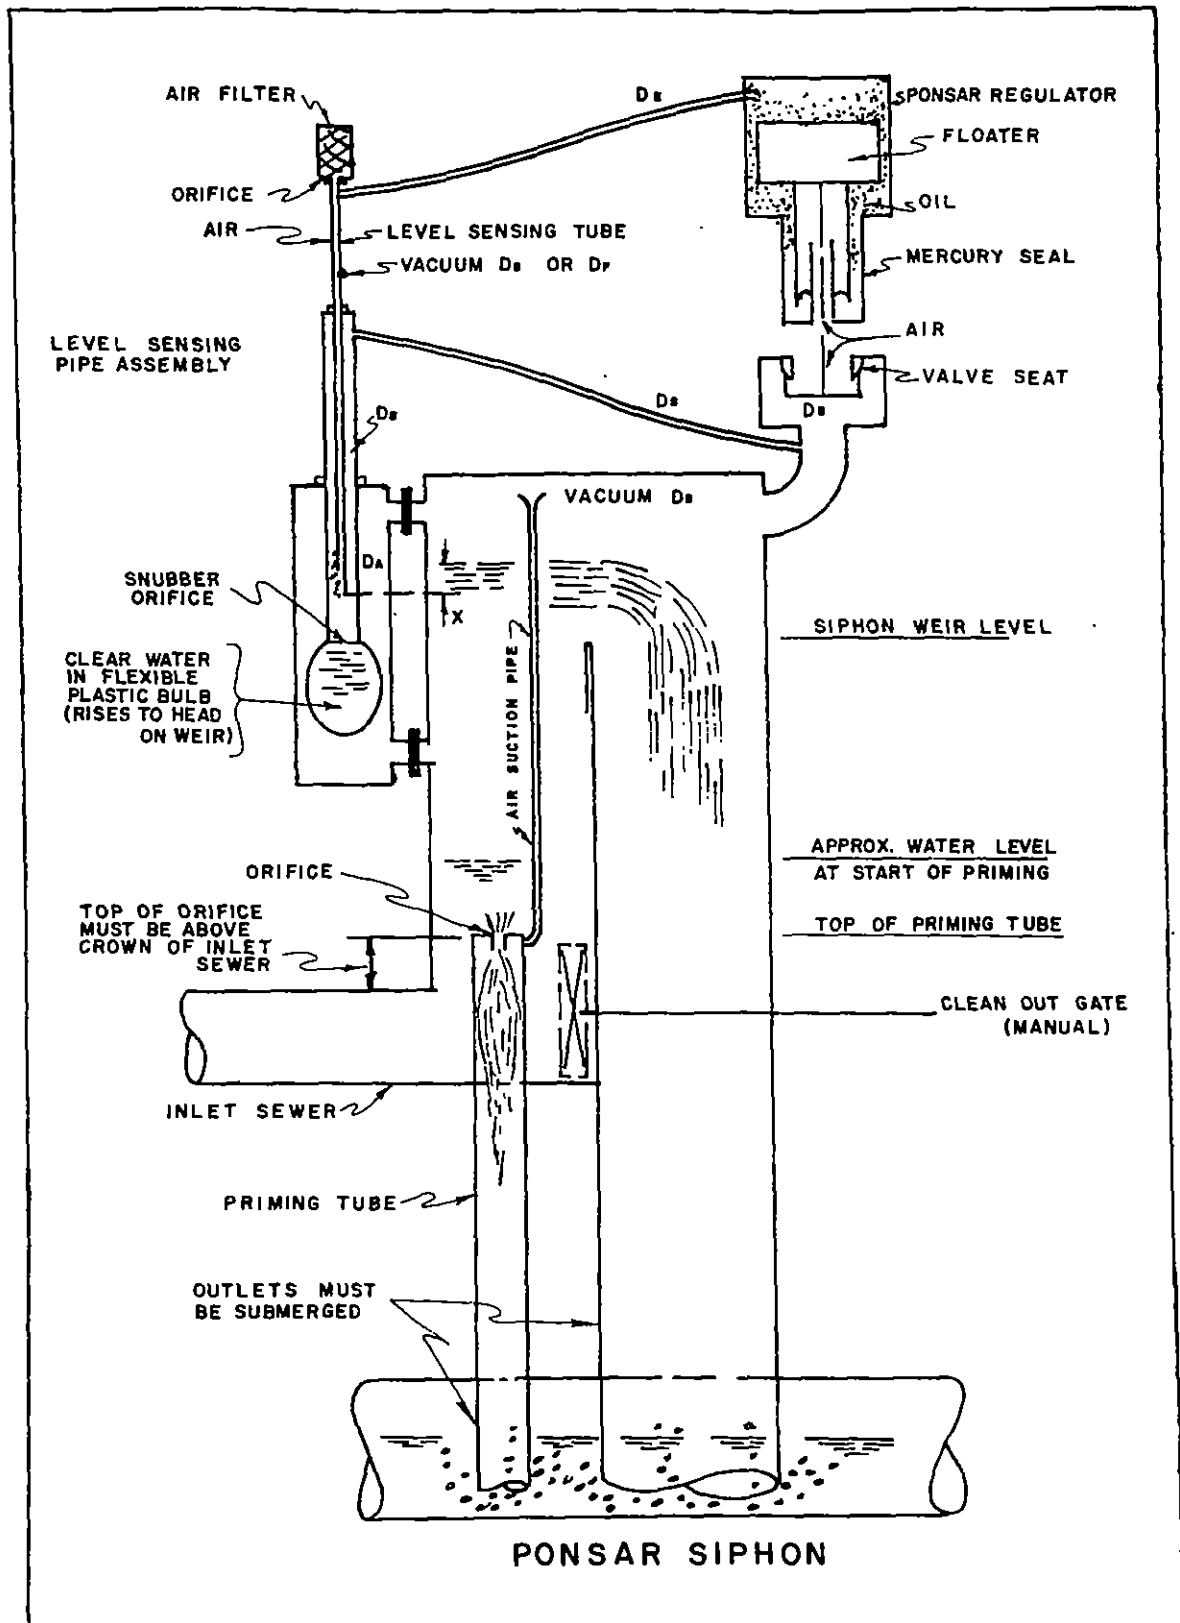 AIR FILTER
ORIFICE
AIR
LEVEL SENSING TUBE
VACUUM DB OR DF
LEVEL SENSING
PIPE ASSEMBLY
DB
PONSAR REGULATOR
FLOATER
OIL
MERCURY SEAL
AIR
VALVE SEAT
DB
DB
VACUUM DB
DA
X
SNUBBER
ORIFICE
CLEAR WATER
IN FLEXIBLE
PLASTIC BULB
(RISES TO HEAD
ON WEIR)
AIR SUCTION PIPE
SIPHON WEIR LEVEL
APPROX. WATER LEVEL
AT START OF PRIMING
ORIFICE
TOP OF ORIFICE
MUST BE ABOVE
CROWN OF INLET
SEWER
TOP OF PRIMING TUBE
CLEAN OUT GATE
(MANUAL)
INLET SEWER
PRIMING TUBE
OUTLETS MUST
BE SUBMERGED
PONSAR SIPHON